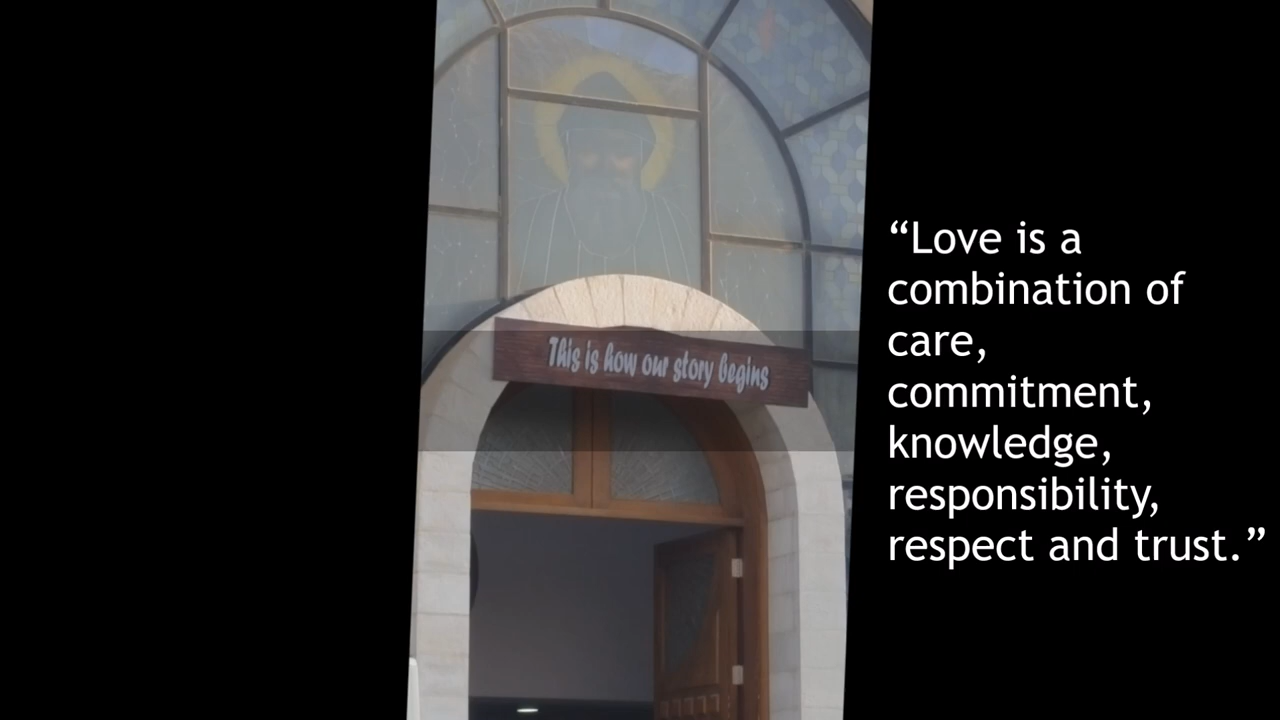 This is how our story begins
“Love is a
combination of
care,
commitment,
knowledge,
responsibility,
respect and trust.”